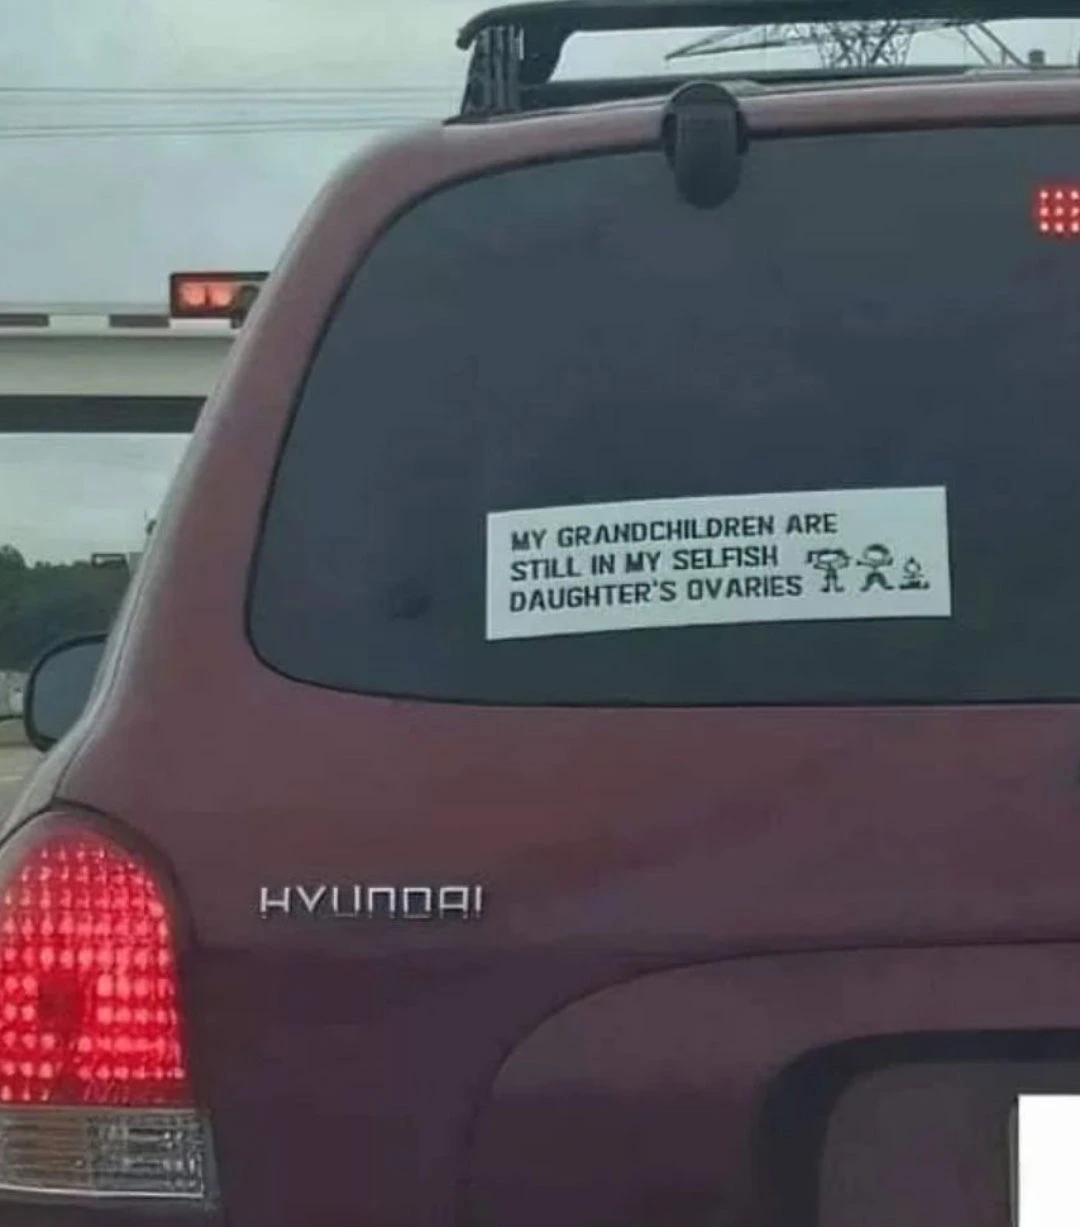 MY GRANDCHILDREN ARE
STILL IN MY SELFISH
DAUGHTER'S OVARIES
HYUNDAI